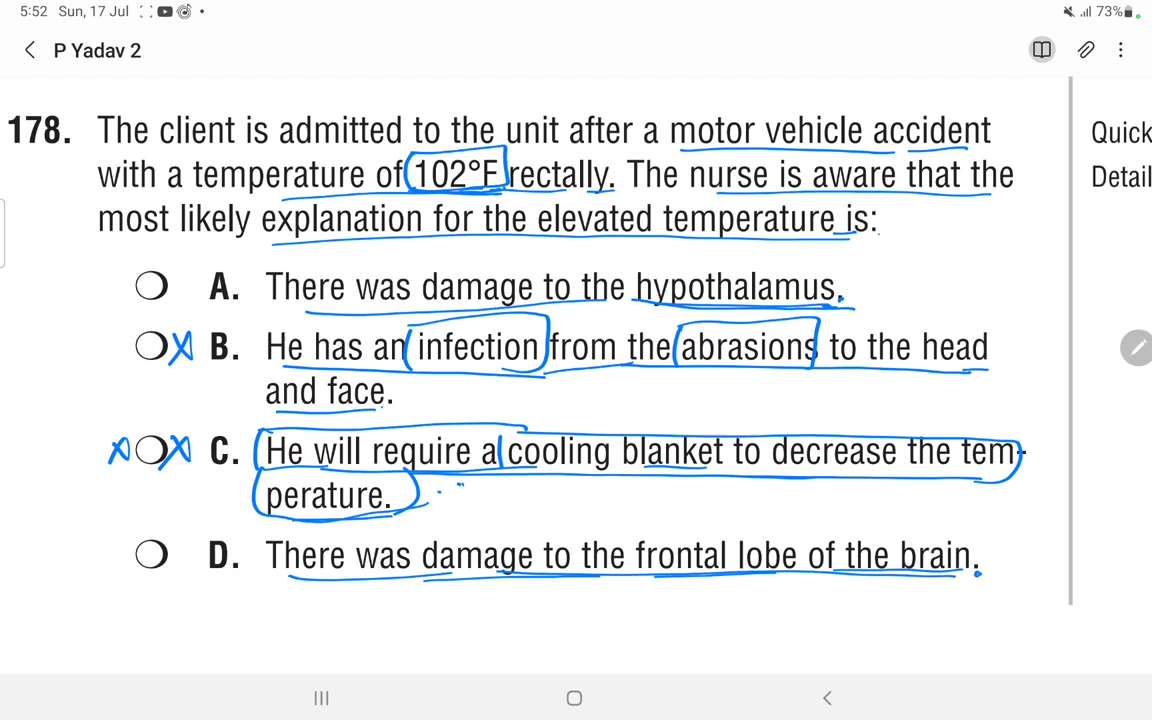 5:52 Sun, 17 Jul
73%
P Yadav 2
178. The client is admitted to the unit after a motor vehicle accident
with a temperature of 102°F rectally. The nurse is aware that the
most likely explanation for the elevated temperature is:
A. There was damage to the hypothalamus.
B. He has an infection from the abrasions to the head
and face.
C. He will require a cooling blanket to decrease the tem-
perature.
D. There was damage to the frontal lobe of the brain.
Quick
Detail